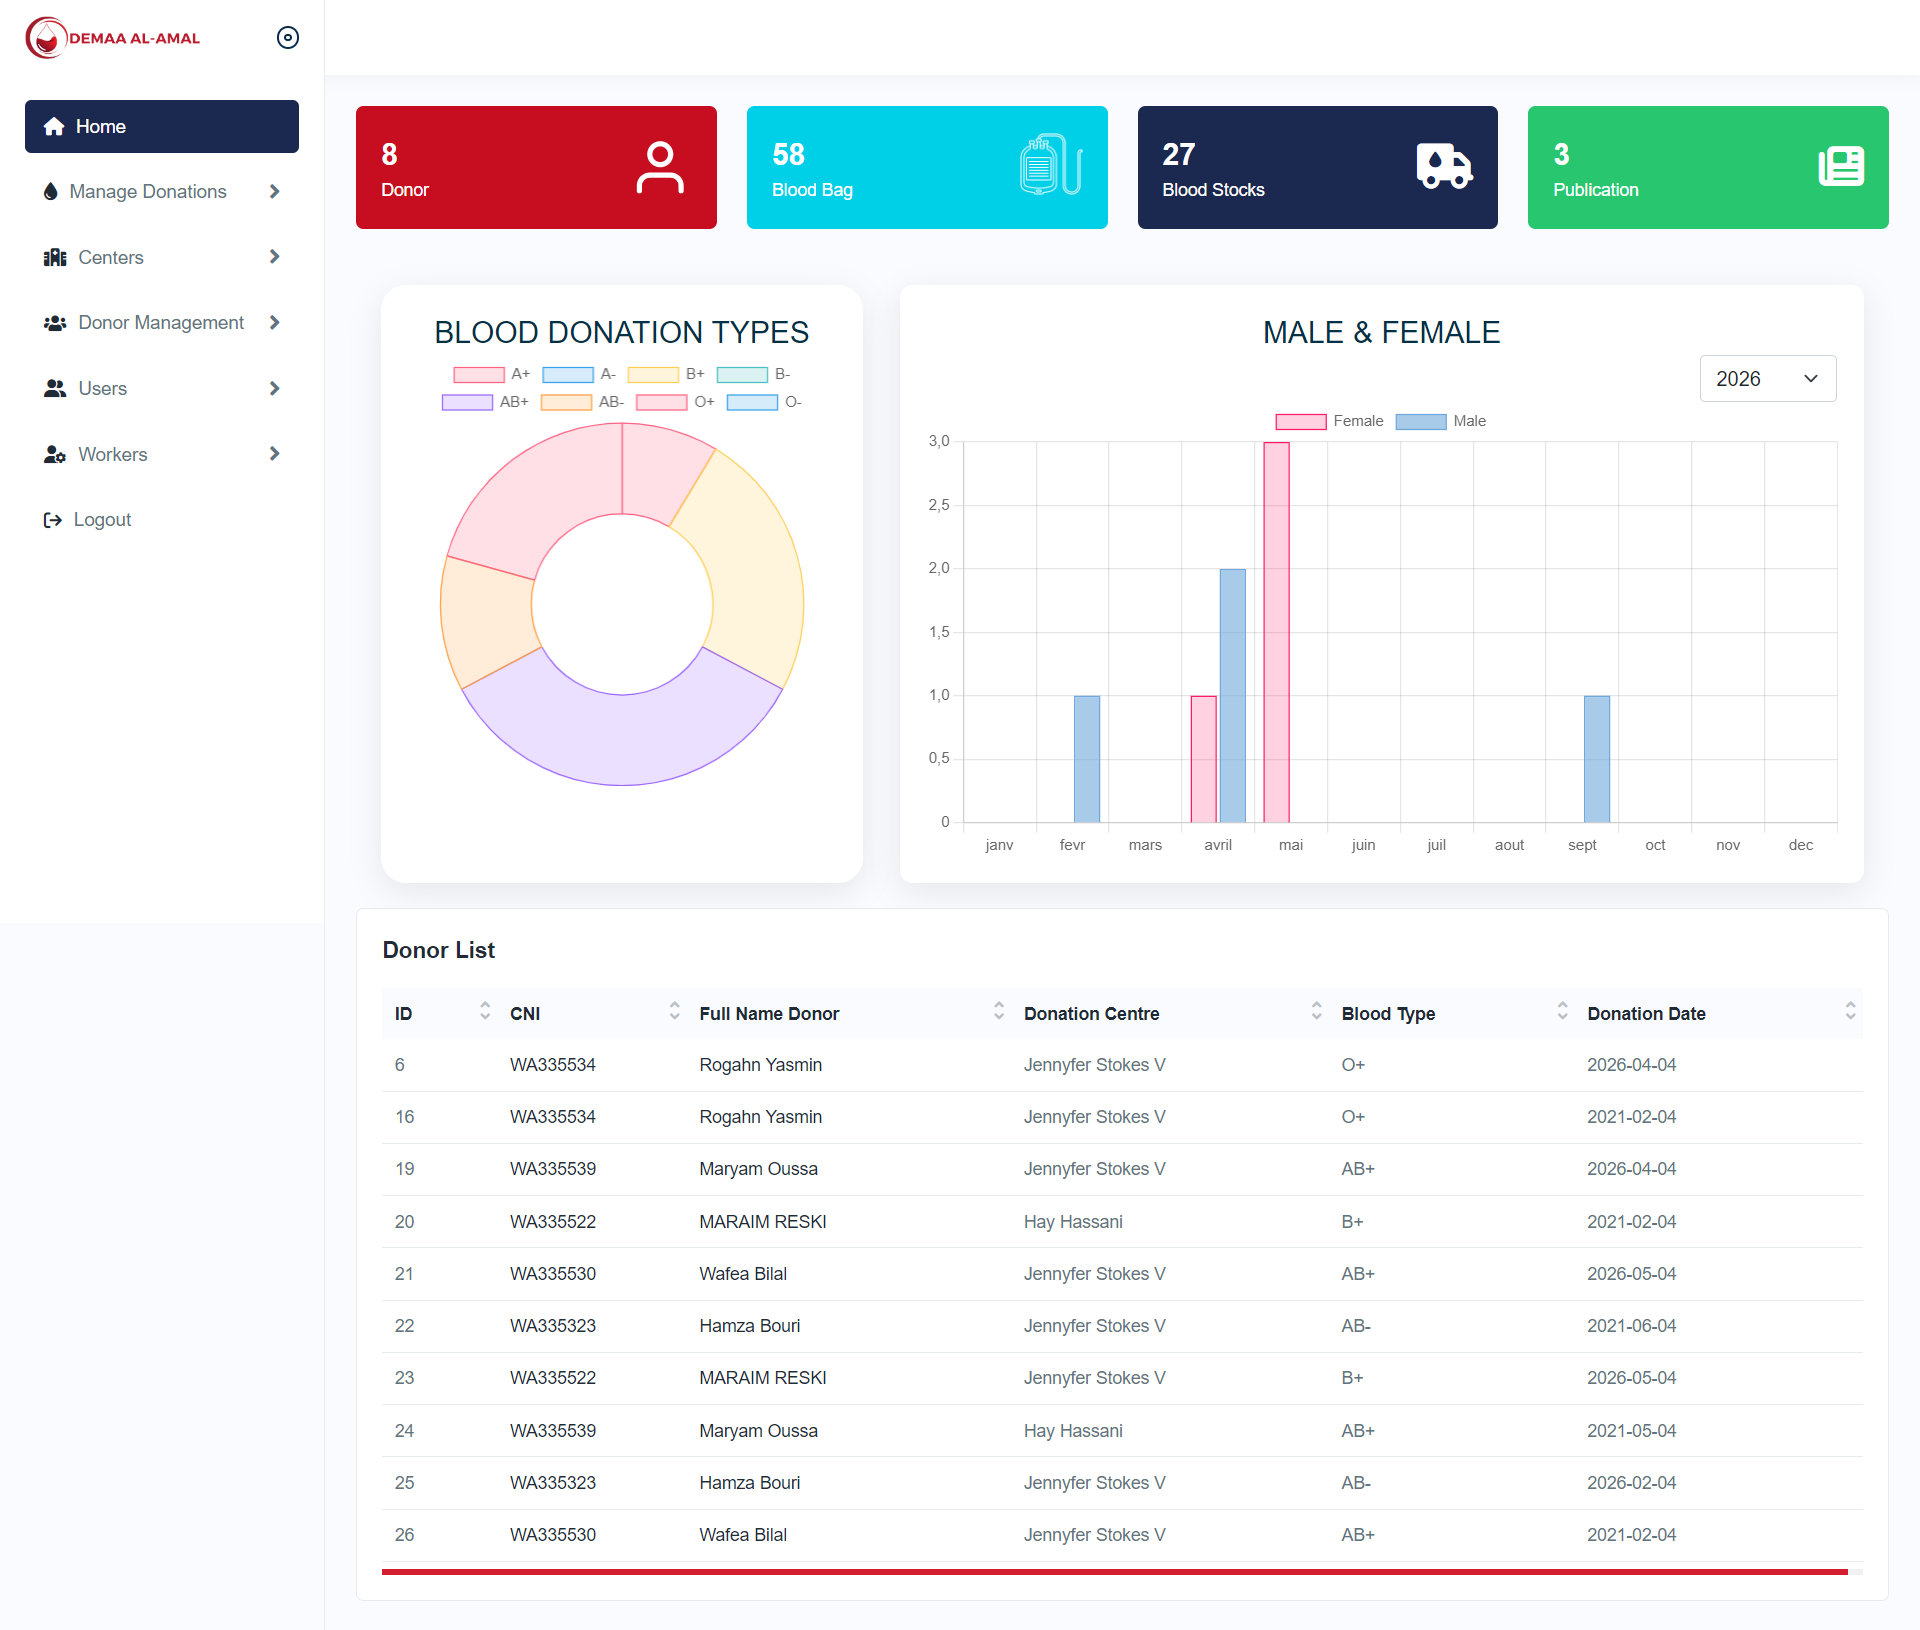 DEMAA AL-AMAL
Home
Manage Donations
Centers
Donor Management
Users
Workers
Logout
8
Donor
58
Blood Bag
27
Blood Stocks
3
Publication
BLOOD DONATION TYPES
A+ A- B+ B-
AB+ AB- O+ O-
MALE & FEMALE
2026
Female Male
3,0
2,5
2,0
1,5
1,0
0,5
0
janv fevr mars avril mai juin juil aout sept oct nov dec
Donor List
ID CNI Full Name Donor Donation Centre Blood Type Donation Date
6 WA335534 Rogahn Yasmin Jennyfer Stokes V O+ 2026-04-04
16 WA335534 Rogahn Yasmin Jennyfer Stokes V O+ 2021-02-04
19 WA335539 Maryam Oussa Jennyfer Stokes V AB+ 2026-04-04
20 WA335522 MARAIM RESKI Hay Hassani B+ 2021-02-04
21 WA335530 Wafea Bilal Jennyfer Stokes V AB+ 2026-05-04
22 WA335323 Hamza Bouri Jennyfer Stokes V AB- 2021-06-04
23 WA335522 MARAIM RESKI Jennyfer Stokes V B+ 2026-05-04
24 WA335539 Maryam Oussa Hay Hassani AB+ 2021-05-04
25 WA335323 Hamza Bouri Jennyfer Stokes V AB- 2026-02-04
26 WA335530 Wafea Bilal Jennyfer Stokes V AB+ 2021-02-04